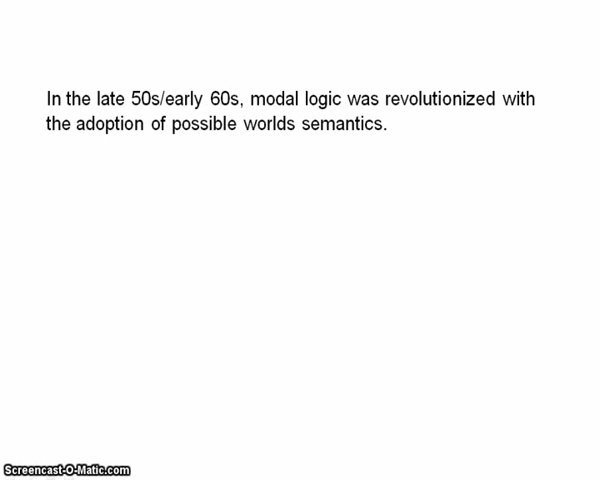 In the late 50s/early 60s, modal logic was revolutionized with
the adoption of possible worlds semantics.
Screencast-O-Matic.com